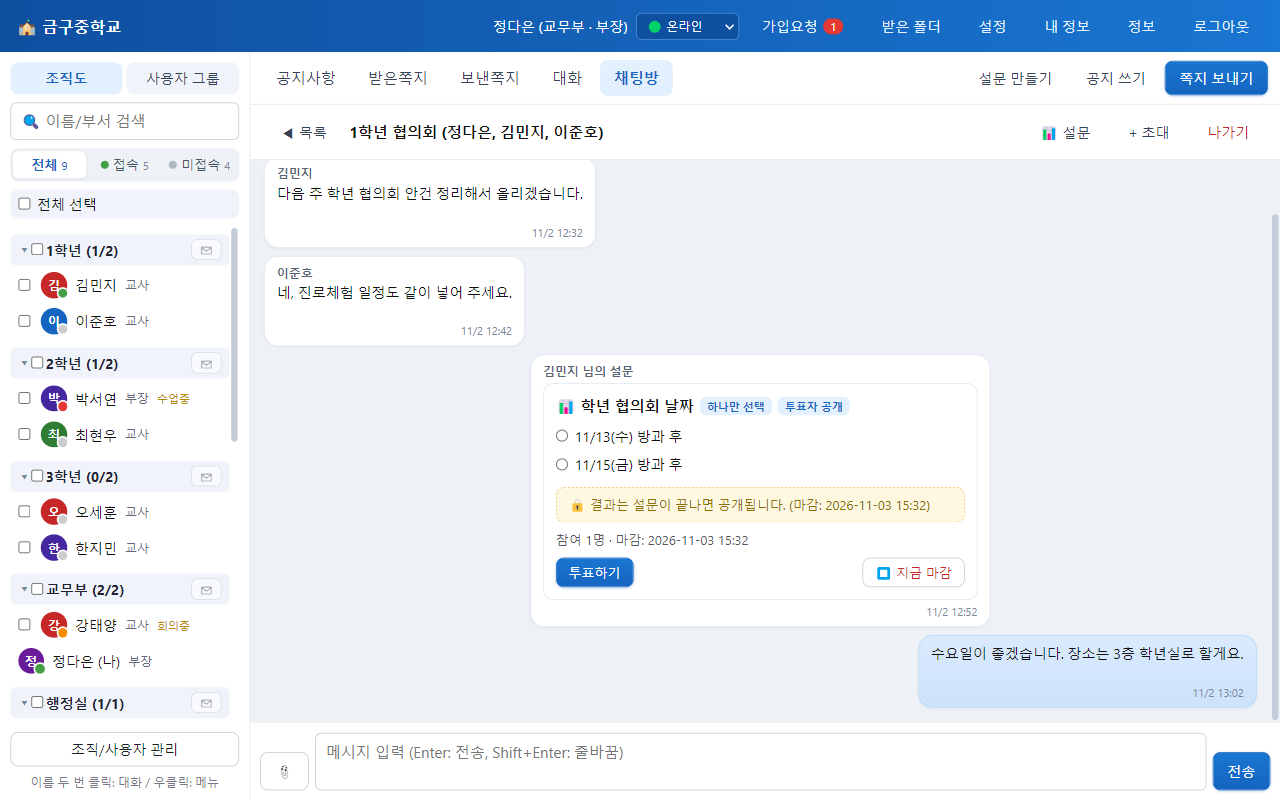 금구중학교
정다은 (교무부 · 부장)
온라인
가입요청 1
받은 폴더
설정
내 정보
정보
로그아웃
조직도
사용자 그룹
이름/부서 검색
전체 9
접속 5
미접속 4
전체 선택
▾ 1학년 (1/2)
김 김민지 교사
이 이준호 교사
▾ 2학년 (1/2)
박 박서연 부장 수업중
최 최현우 교사
▾ 3학년 (0/2)
오 오세훈 교사
한 한지민 교사
▾ 교무부 (2/2)
강 강태양 교사 회의중
정 정다은 (나) 부장
▾ 행정실 (1/1)
조직/사용자 관리
이름 두 번 클릭: 대화 / 우클릭: 메뉴
공지사항
받은쪽지
보낸쪽지
대화
채팅방
설문 만들기
공지 쓰기
쪽지 보내기
◀ 목록
1학년 협의회 (정다은, 김민지, 이준호)
설문
+ 초대
나가기
김민지
다음 주 학년 협의회 안건 정리해서 올리겠습니다.
11/2 12:32
이준호
네, 진로체험 일정도 같이 넣어 주세요.
11/2 12:42
김민지 님의 설문
학년 협의회 날짜 하나만 선택 투표자 공개
11/13(수) 방과 후
11/15(금) 방과 후
결과는 설문이 끝나면 공개됩니다. (마감: 2026-11-03 15:32)
참여 1명 · 마감: 2026-11-03 15:32
투표하기
지금 마감
11/2 12:52
수요일이 좋겠습니다. 장소는 3층 학년실로 할게요.
11/2 13:02
메시지 입력 (Enter: 전송, Shift+Enter: 줄바꿈)
전송